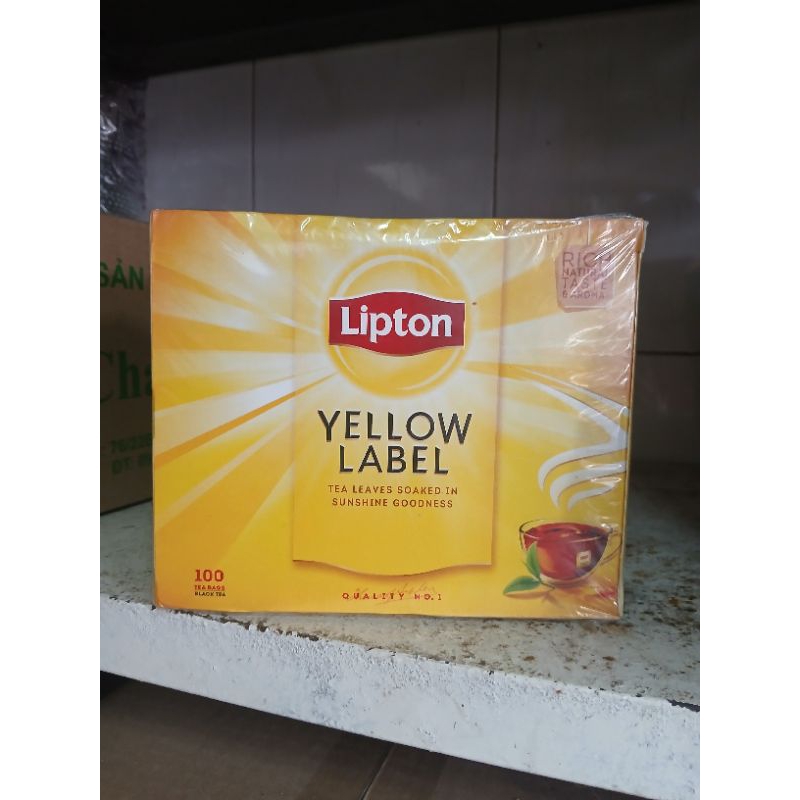 SẢN
RICH
NATURAL
TASTE
& AROMA
Lipton
YELLOW
LABEL
TEA LEAVES SOAKED IN
SUNSHINE GOODNESS
100
TEA BAGS
BLACK TEA
QUALITY NO.1